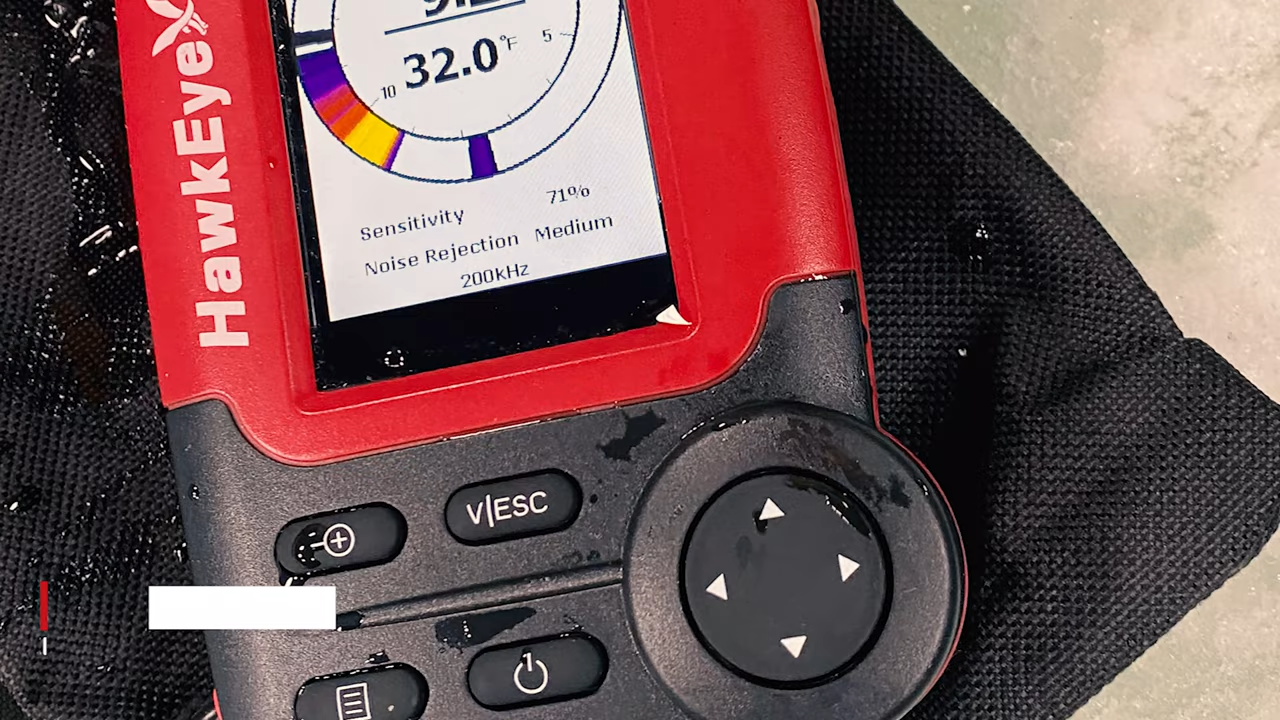 HawkEye
32.0°F
5
10
Sensitivity 71%
Noise Rejection Medium
200kHz
V|ESC